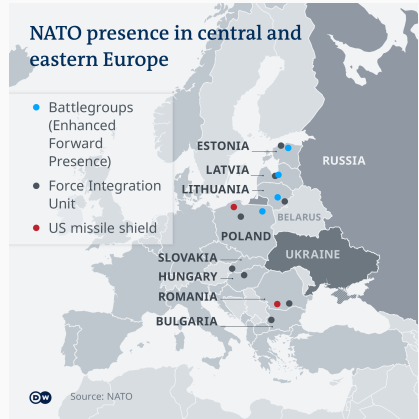 NATO presence in central and
eastern Europe
Battlegroups
(Enhanced
Forward
Presence)
Force Integration
Unit
US missile shield
ESTONIA
RUSSIA
LATVIA
LITHUANIA
BELARUS
POLAND
SLOVAKIA
UKRAINE
HUNGARY
ROMANIA
BULGARIA
DW
Source: NATO